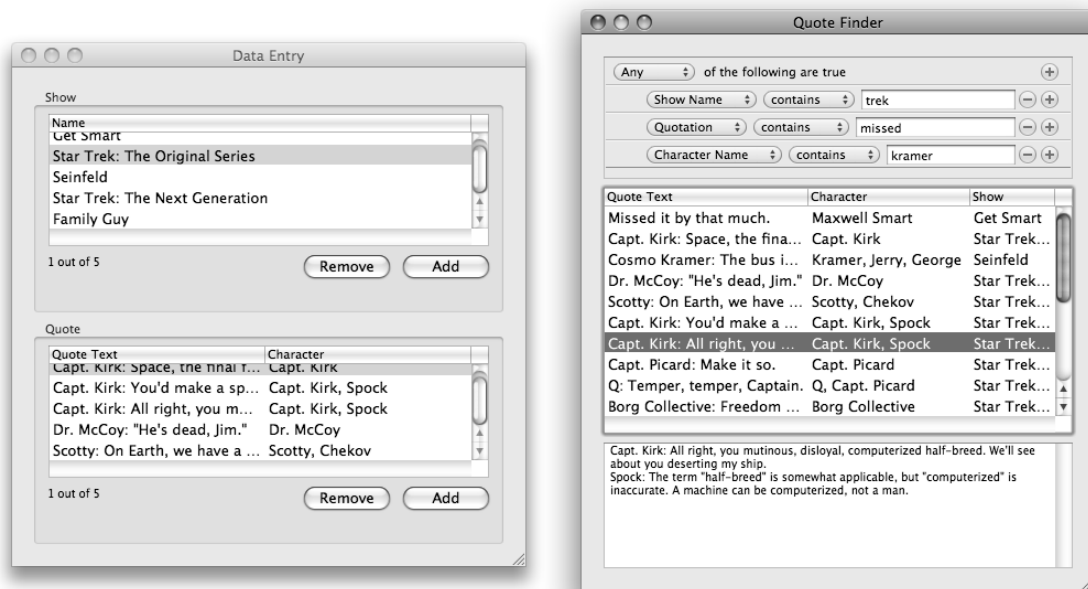 Data Entry
Show
Name
Get Smart
Star Trek: The Original Series
Seinfeld
Star Trek: The Next Generation
Family Guy
1 out of 5
Remove Add
Quote
Quote Text Character
Capt. Kirk: Space, the final f... Capt. Kirk
Capt. Kirk: You'd make a sp... Capt. Kirk, Spock
Capt. Kirk: All right, you m... Capt. Kirk, Spock
Dr. McCoy: "He's dead, Jim." Dr. McCoy
Scotty: On Earth, we have a ... Scotty, Chekov
1 out of 5
Remove Add
Quote Finder
Any of the following are true
Show Name contains trek
Quotation contains missed
Character Name contains kramer
Quote Text Character Show
Missed it by that much. Maxwell Smart Get Smart
Capt. Kirk: Space, the fina... Capt. Kirk Star Trek...
Cosmo Kramer: The bus i... Kramer, Jerry, George Seinfeld
Dr. McCoy: "He's dead, Jim." Dr. McCoy Star Trek...
Scotty: On Earth, we have ... Scotty, Chekov Star Trek...
Capt. Kirk: You'd make a ... Capt. Kirk, Spock Star Trek...
Capt. Kirk: All right, you ... Capt. Kirk, Spock Star Trek...
Capt. Picard: Make it so. Capt. Picard Star Trek...
Q: Temper, temper, Captain. Q, Capt. Picard Star Trek...
Borg Collective: Freedom ... Borg Collective Star Trek...
Capt. Kirk: All right, you mutinous, disloyal, computerized half-breed. We'll see
about you deserting my ship.
Spock: The term "half-breed" is somewhat applicable, but "computerized" is
inaccurate. A machine can be computerized, not a man.